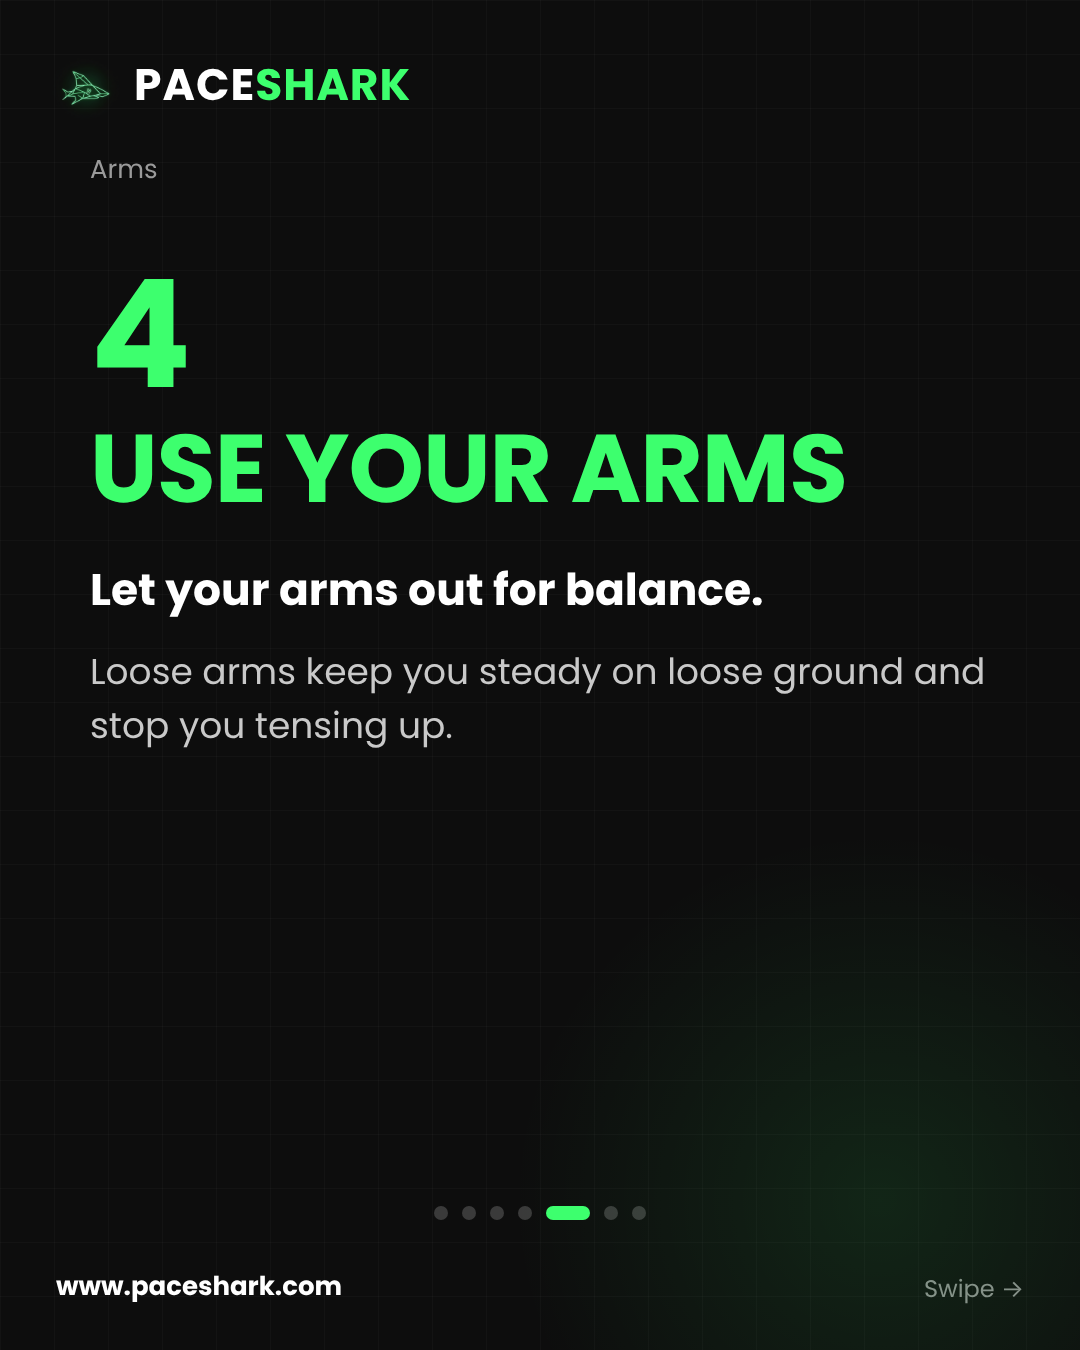 PACESHARK
Arms
4
USE YOUR ARMS
Let your arms out for balance.
Loose arms keep you steady on loose ground and
stop you tensing up.
www.paceshark.com
Swipe →